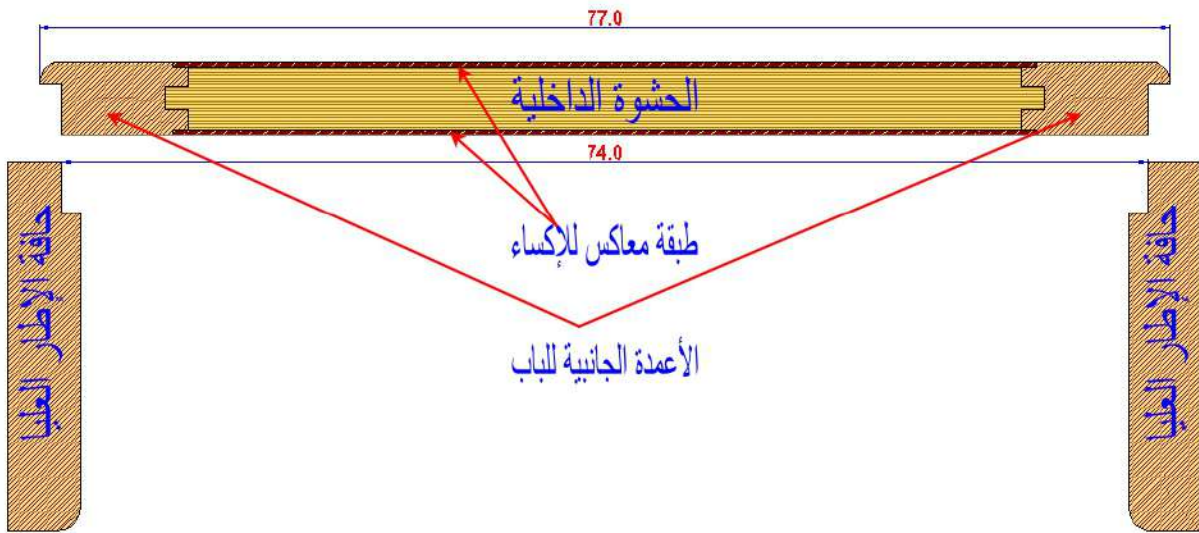 77.0
الحشوة الداخلية
74.0
حافة الإطار العليا
حافة الإطار العليا
طبقة معاكس للإكساء
الأعمدة الجانبية للباب